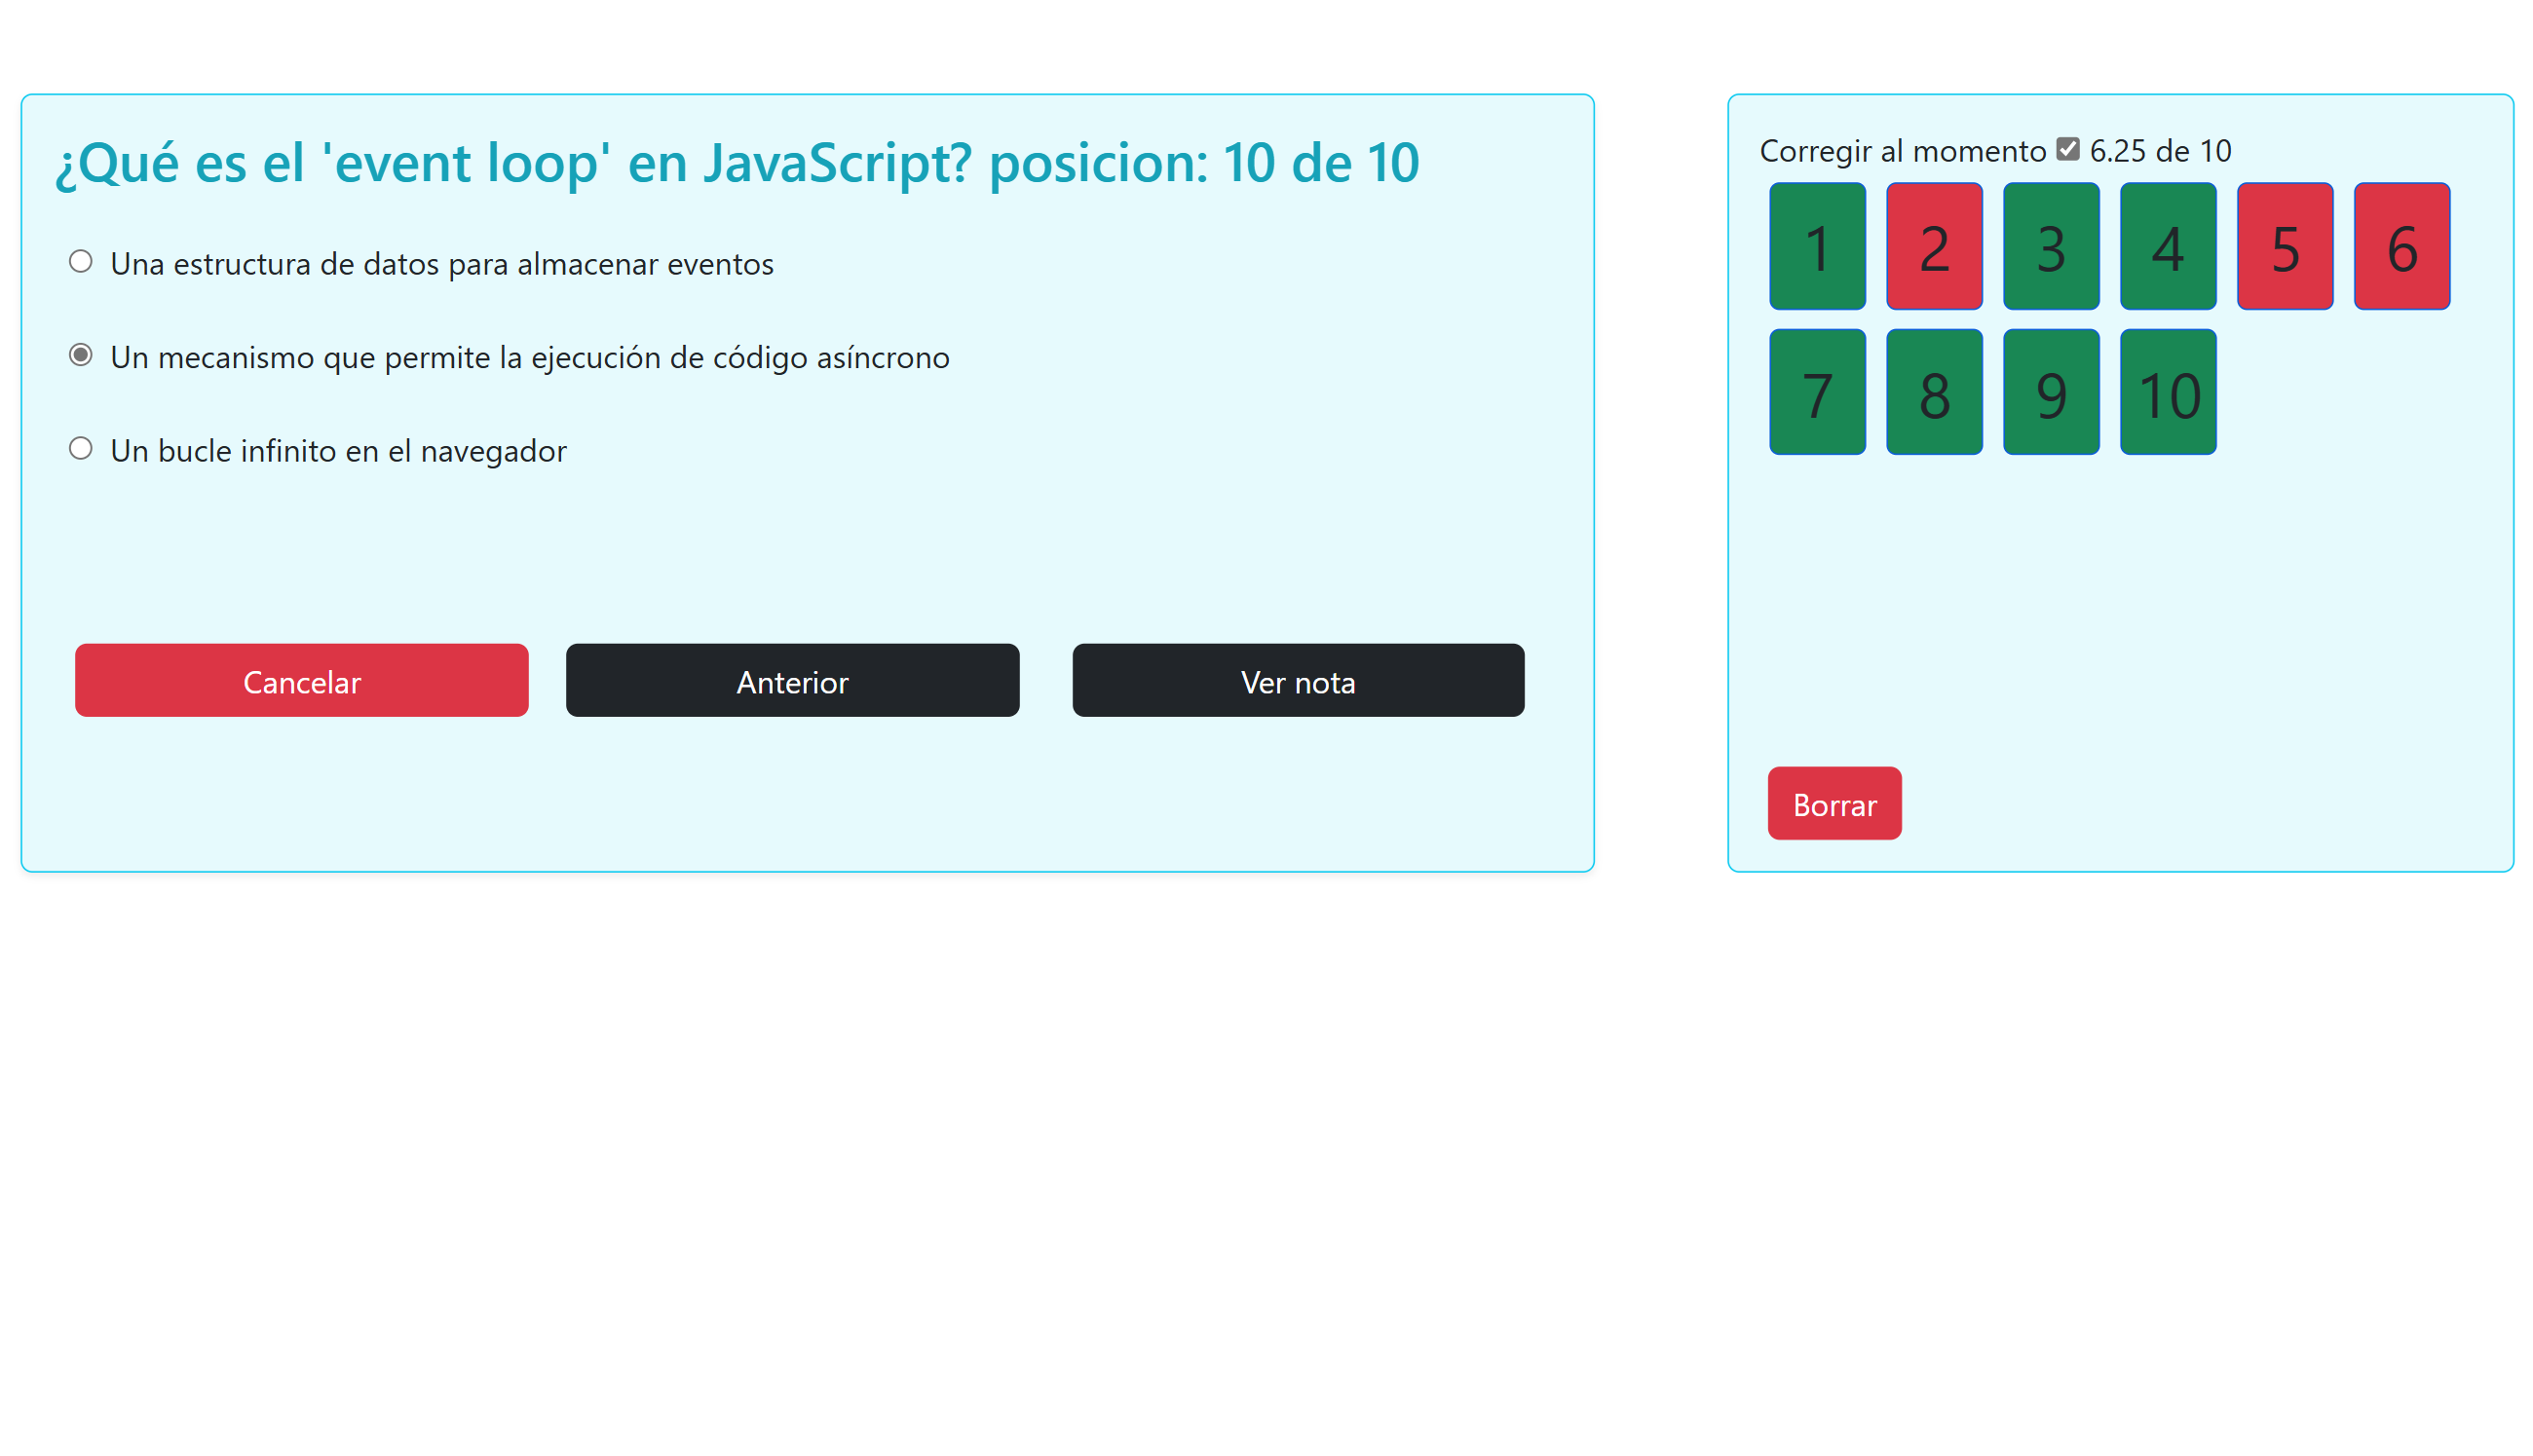 ¿Qué es el 'event loop' en JavaScript? posicion: 10 de 10
Una estructura de datos para almacenar eventos
Un mecanismo que permite la ejecución de código asíncrono
Un bucle infinito en el navegador
Cancelar
Anterior
Ver nota
Corregir al momento 6.25 de 10
1 2 3 4 5 6
7 8 9 10
Borrar